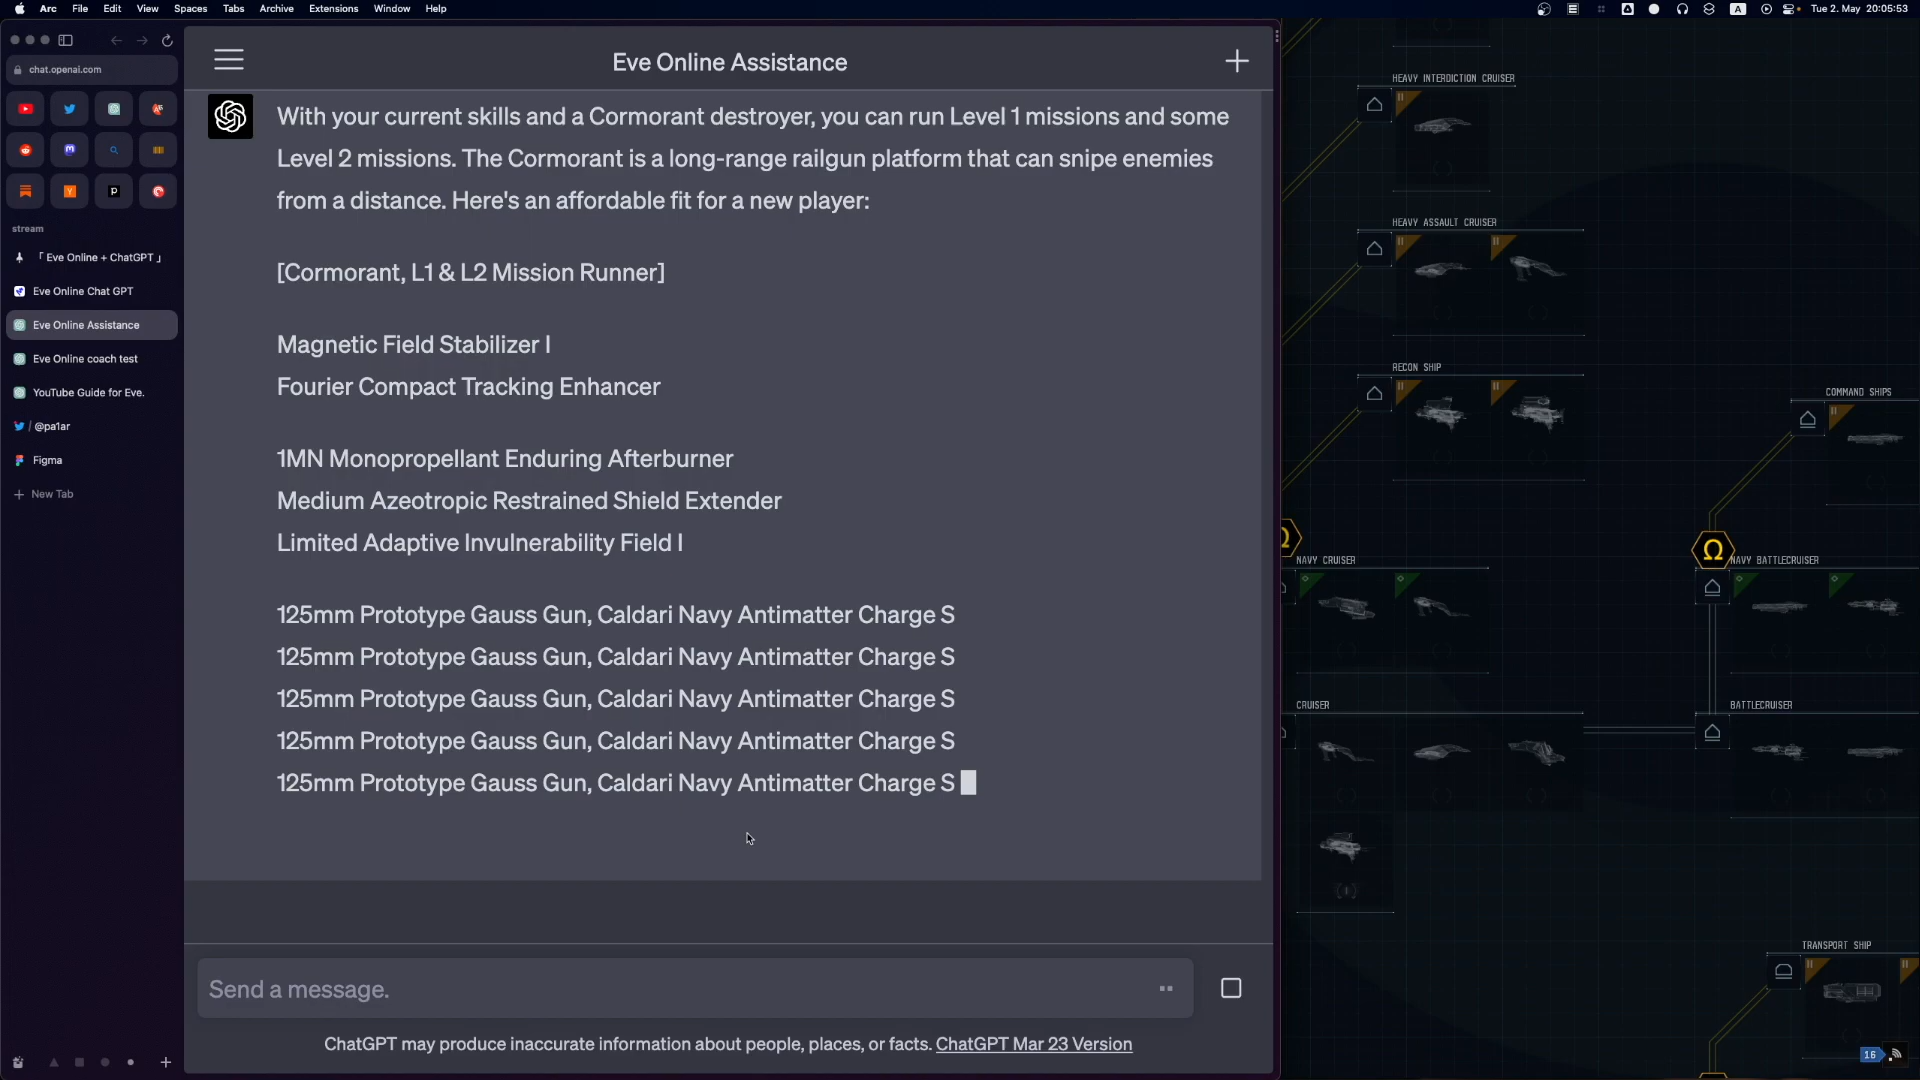 Arc File Edit View Spaces Tabs Archive Extensions Window Help
A Tue 2. May 20:05:53
chat.openai.com
stream
「 Eve Online + ChatGPT 」
Eve Online Chat GPT
Eve Online Assistance
Eve Online coach test
YouTube Guide for Eve.
/ @pa1ar
Figma
+ New Tab
Eve Online Assistance
With your current skills and a Cormorant destroyer, you can run Level 1 missions and some
Level 2 missions. The Cormorant is a long-range railgun platform that can snipe enemies
from a distance. Here's an affordable fit for a new player:
[Cormorant, L1 & L2 Mission Runner]
Magnetic Field Stabilizer I
Fourier Compact Tracking Enhancer
1MN Monopropellant Enduring Afterburner
Medium Azeotropic Restrained Shield Extender
Limited Adaptive Invulnerability Field I
125mm Prototype Gauss Gun, Caldari Navy Antimatter Charge S
125mm Prototype Gauss Gun, Caldari Navy Antimatter Charge S
125mm Prototype Gauss Gun, Caldari Navy Antimatter Charge S
125mm Prototype Gauss Gun, Caldari Navy Antimatter Charge S
125mm Prototype Gauss Gun, Caldari Navy Antimatter Charge S
Send a message.
ChatGPT may produce inaccurate information about people, places, or facts. ChatGPT Mar 23 Version
HEAVY INTERDICTION CRUISER
HEAVY ASSAULT CRUISER
RECON SHIP
COMMAND SHIPS
Ω
Ω
NAVY CRUISER
NAVY BATTLECRUISER
CRUISER
BATTLECRUISER
TRANSPORT SHIP
16